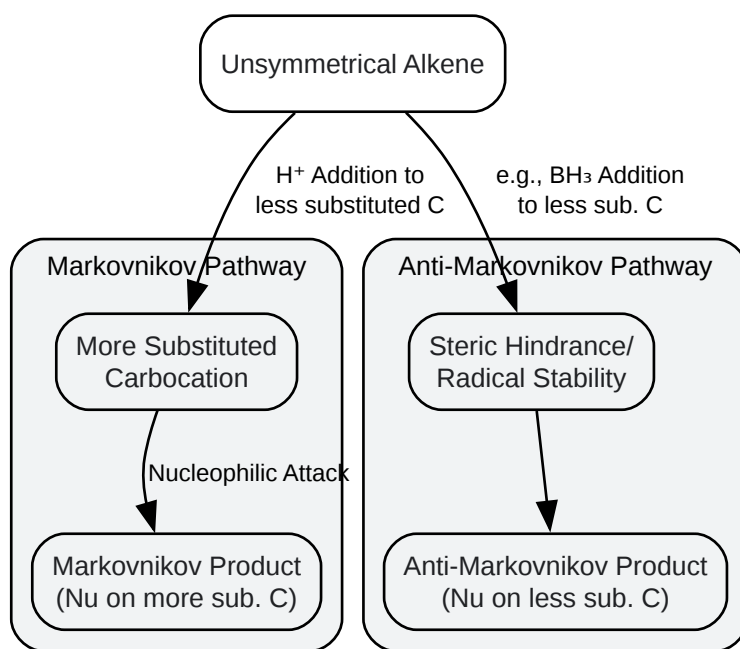 Unsymmetrical Alkene
H⁺ Addition to
less substituted C
e.g., BH₃ Addition
to less sub. C
Markovnikov Pathway
Anti-Markovnikov Pathway
More Substituted
Carbocation
Steric Hindrance/
Radical Stability
Nucleophilic Attack
Markovnikov Product
(Nu on more sub. C)
Anti-Markovnikov Product
(Nu on less sub. C)